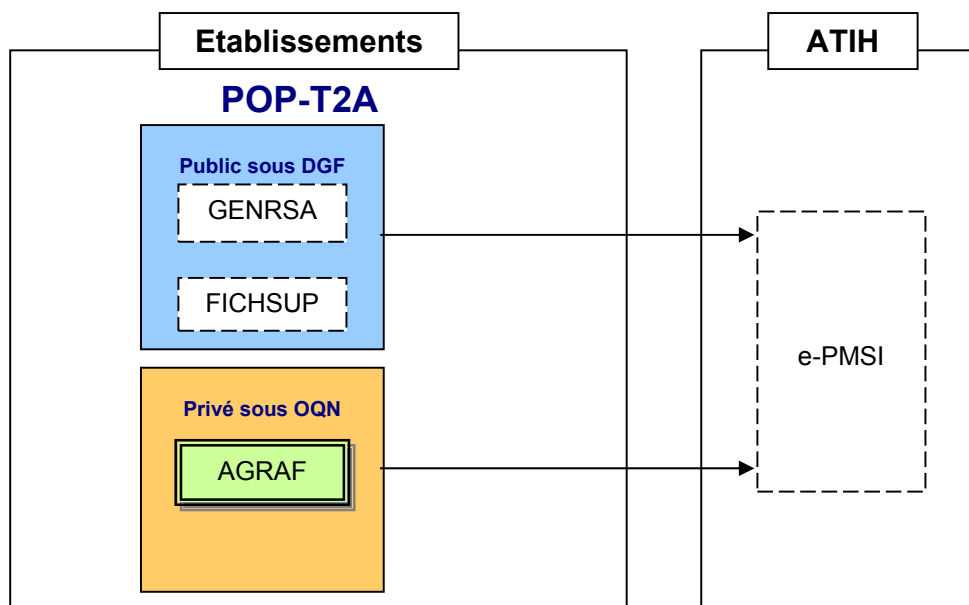 Etablissements
ATIH
POP-T2A
Public sous DGF
GENRSA
FICHSUP
e-PMSI
Privé sous OQN
AGRAF